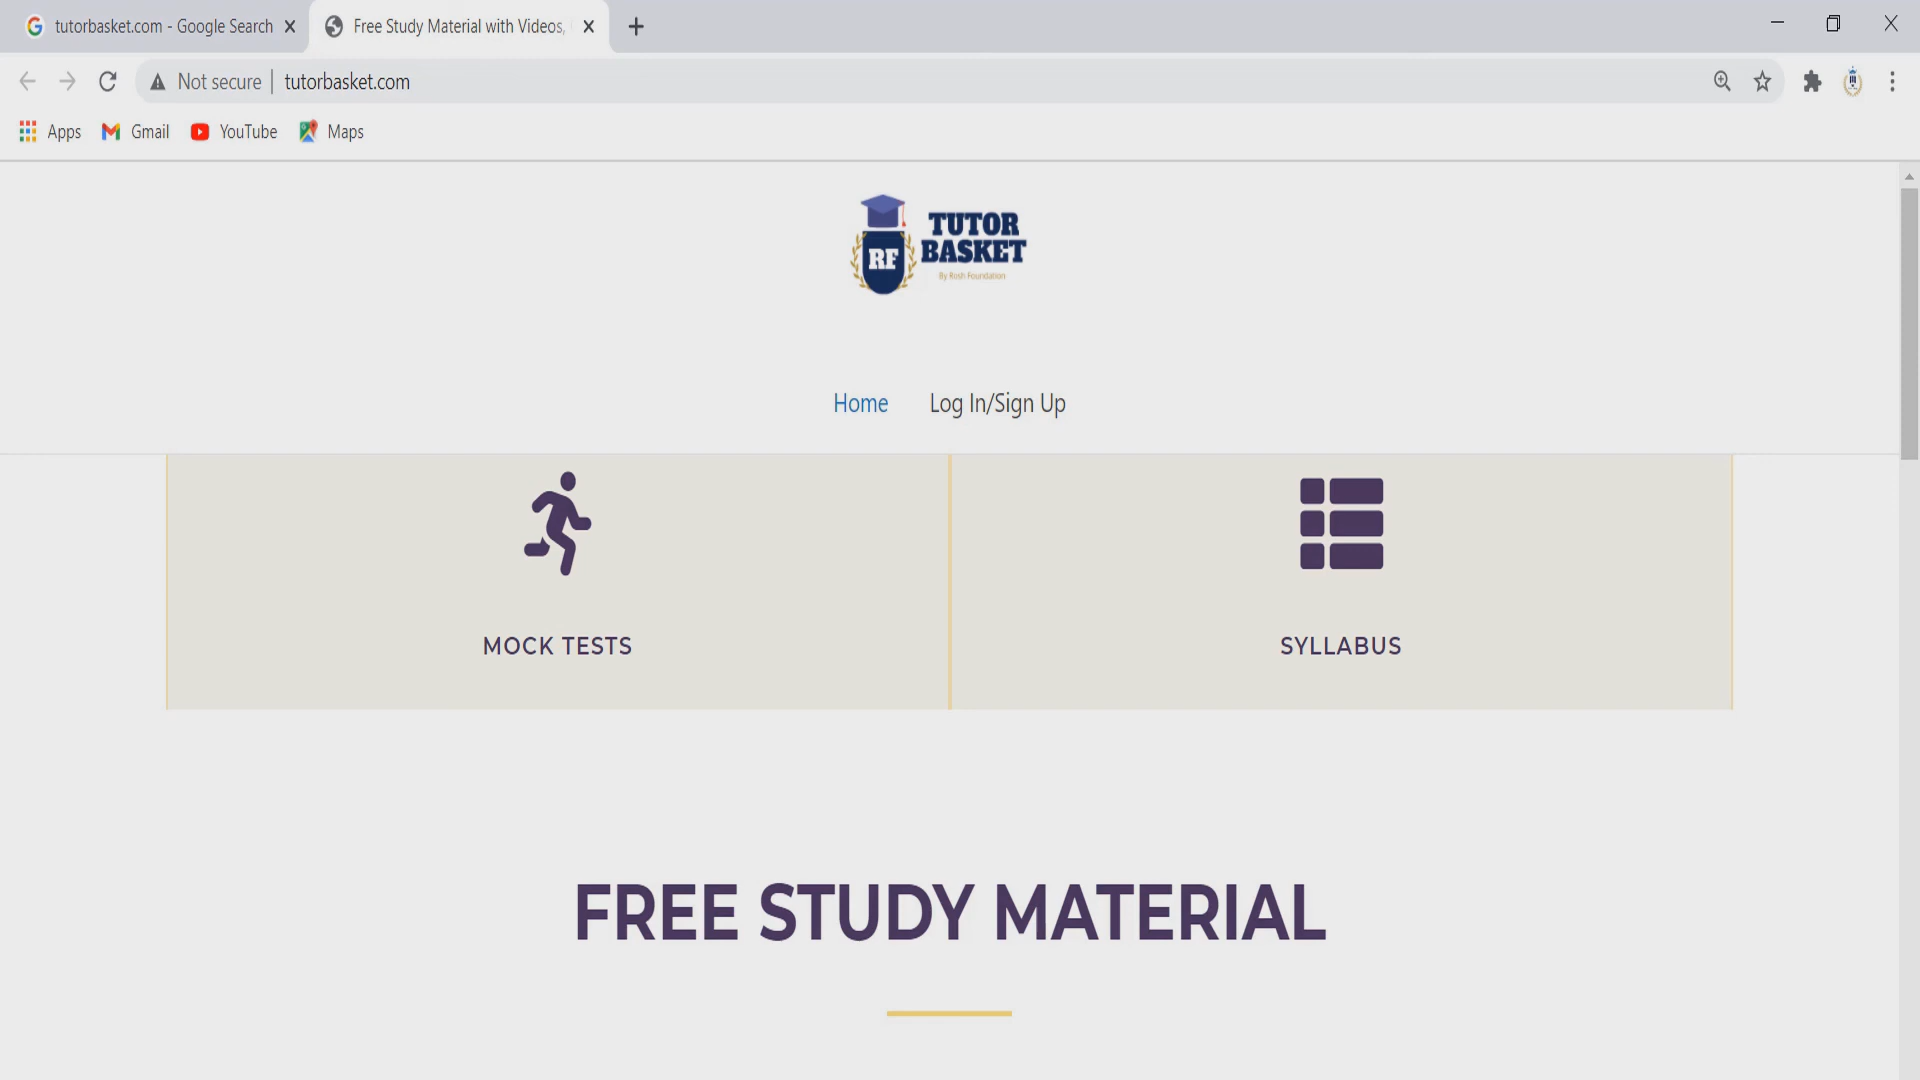 tutorbasket.com - Google Search
Free Study Material with Videos,
Not secure
tutorbasket.com
Apps
Gmail
YouTube
Maps
RF
TUTOR
BASKET
By Rosh Foundation
Home
Log In/Sign Up
MOCK TESTS
SYLLABUS
FREE STUDY MATERIAL